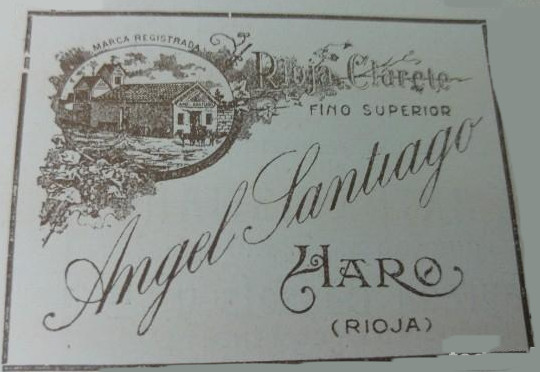 MARCA REGISTRADA
Rioja Clarete
FINO SUPERIOR
Angel Santiago
HARO
(RIOJA)